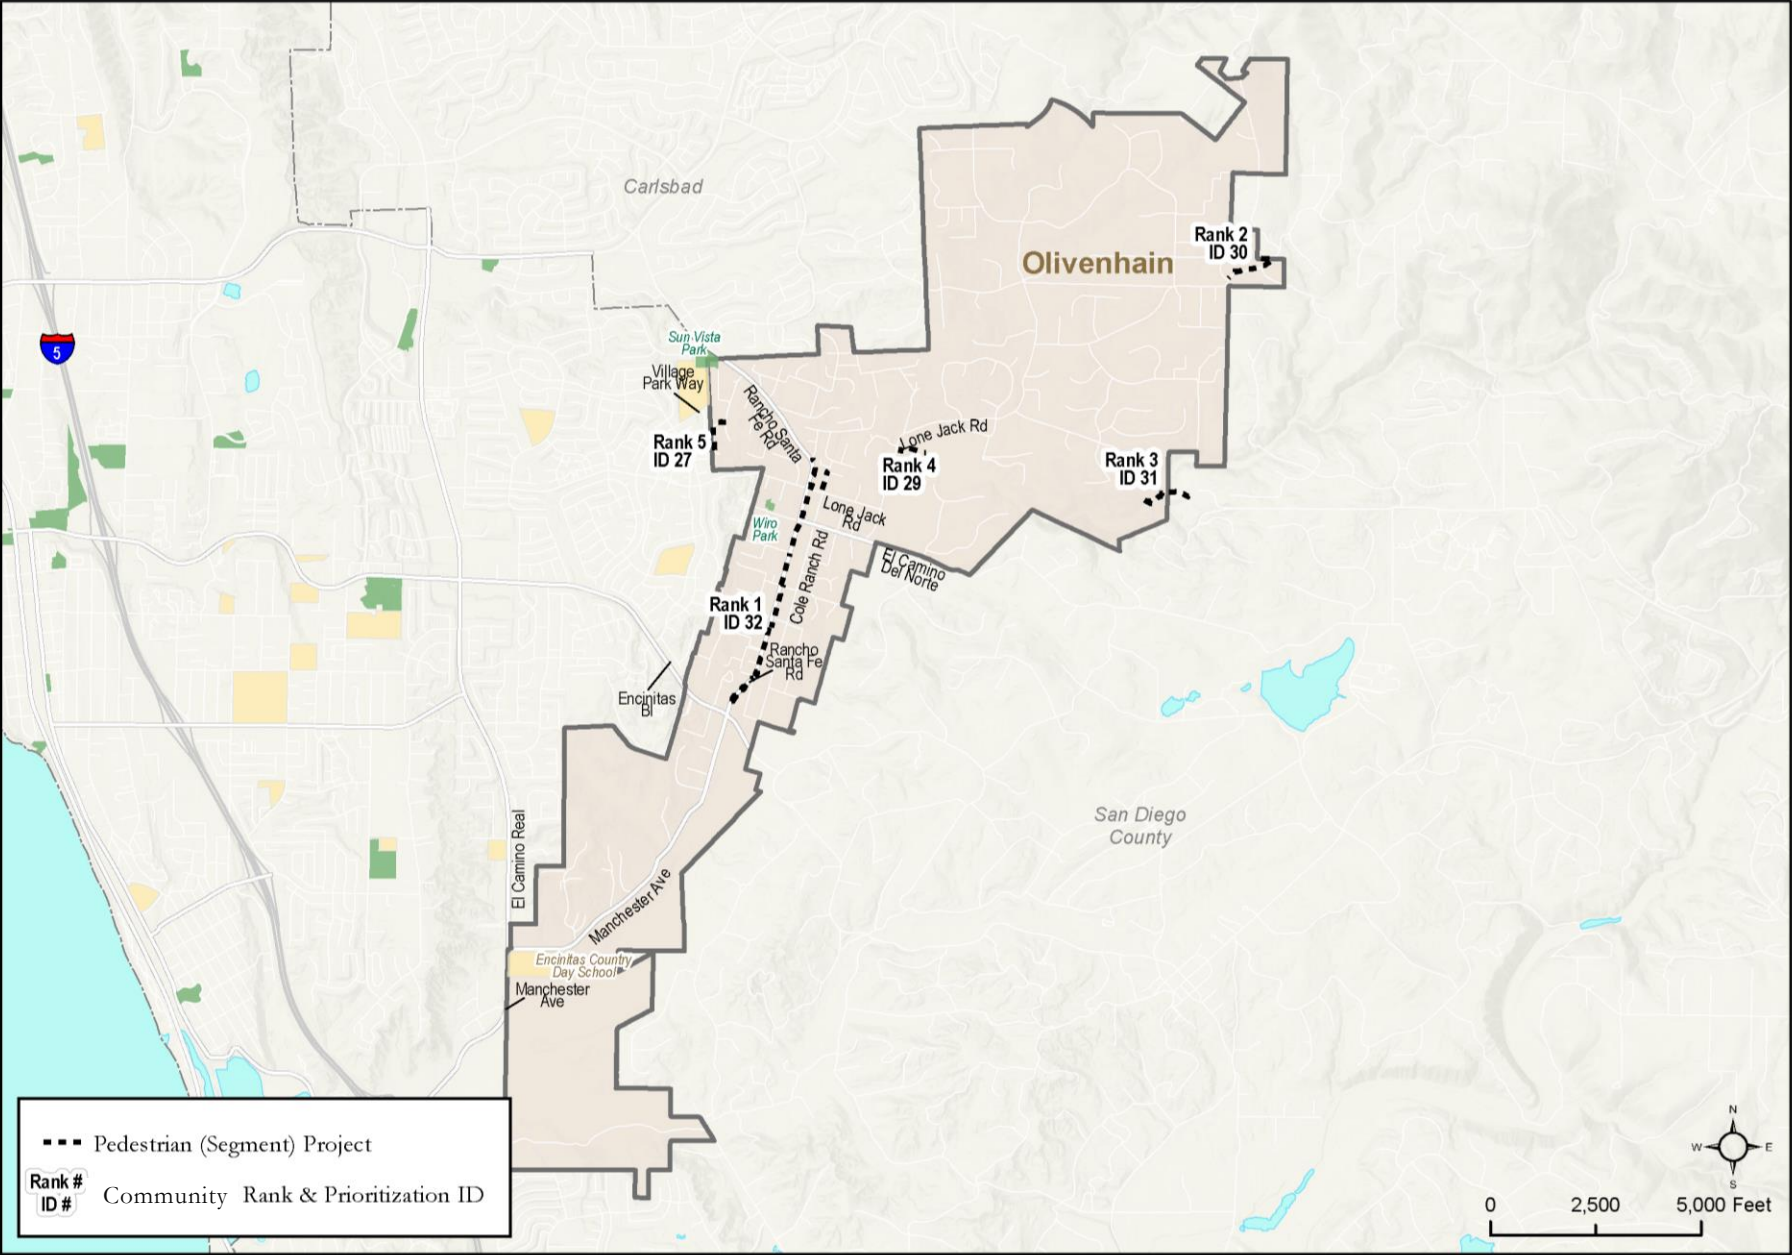 Carlsbad
Rank 2
ID 30
Olivenhain
Sun Vista
Park
5
Village
Park Way
Rancho Santa
Fe Rd
Lone Jack Rd
Rank 5
ID 27
Rank 4
ID 29
Rank 3
ID 31
Lone Jack
Rd
Wiro
Park
El Camino
Del Norte
Cole Ranch Rd
Rank 1
ID 32
Rancho
Santa Fe
Rd
Encinitas
Bl
San Diego
County
El Camino Real
Manchester Ave
Encinitas Country
Day School
Manchester
Ave
Pedestrian (Segment) Project
Rank #
ID #
Community Rank & Prioritization ID
N
W E
S
0 2,500 5,000 Feet